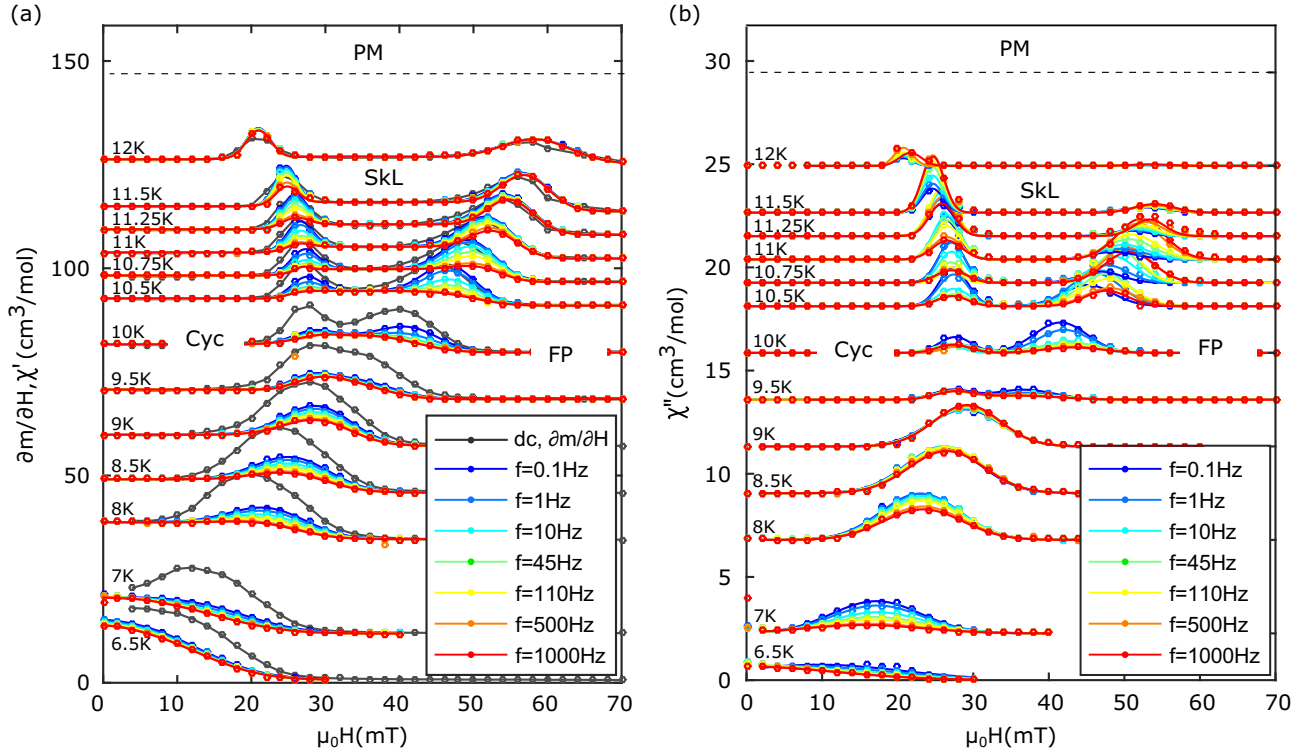 (a)
(b)
150
100
50
0
∂m/∂H, χ' (cm³/mol)
PM
12K
11.5K
SkL
11.25K
11K
10.75K
10.5K
10K
Cyc
FP
9.5K
9K
8.5K
8K
7K
6.5K
dc, ∂m/∂H
f=0.1Hz
f=1Hz
f=10Hz
f=45Hz
f=110Hz
f=500Hz
f=1000Hz
0 10 20 30 40 50 60 70
μ₀H(mT)
30
25
20
15
10
5
0
χ"(cm³/mol)
PM
12K
11.5K
SkL
11.25K
11K
10.75K
10.5K
10K
Cyc
FP
9.5K
9K
8.5K
8K
7K
6.5K
f=0.1Hz
f=1Hz
f=10Hz
f=45Hz
f=110Hz
f=500Hz
f=1000Hz
0 10 20 30 40 50 60 70
μ₀H(mT)